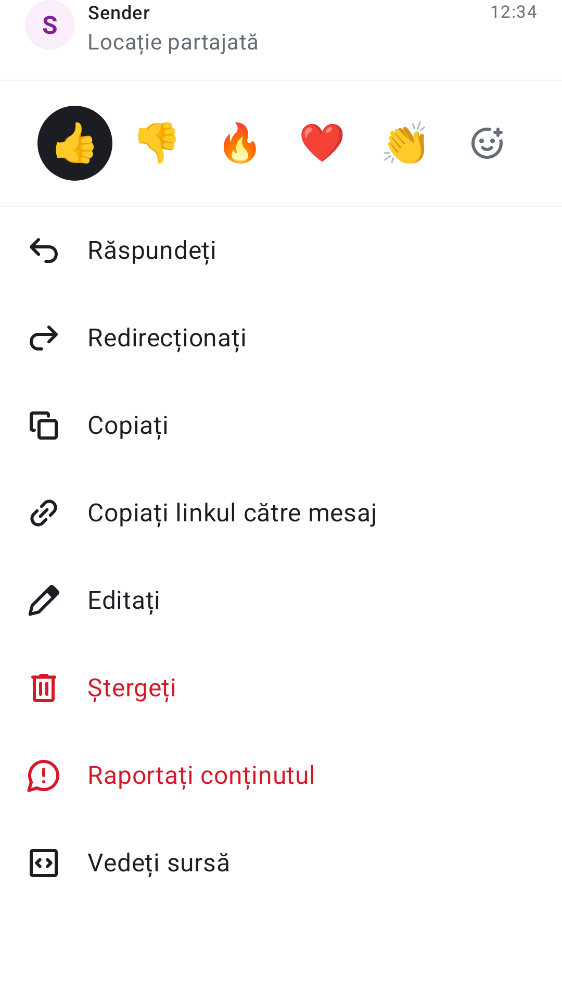 S
Sender
12:34
Locație partajată
Răspundeți
Redirecționați
Copiați
Copiați linkul către mesaj
Editați
Ștergeți
Raportați conținutul
Vedeți sursă